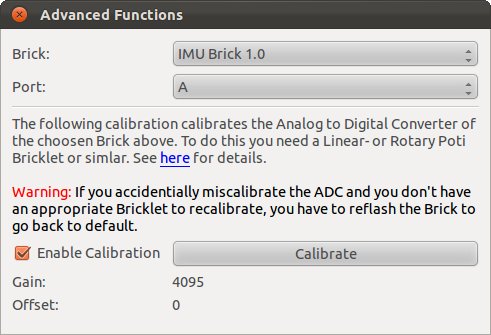 Advanced Functions
Brick: IMU Brick 1.0
Port: A
The following calibration calibrates the Analog to Digital Converter of
the choosen Brick above. To do this you need a Linear- or Rotary Poti
Bricklet or simlar. See here for details.
Warning: If you accidentially miscalibrate the ADC and you don't have
an appropriate Bricklet to recalibrate, you have to reflash the Brick to
go back to default.
Enable Calibration Calibrate
Gain: 4095
Offset: 0